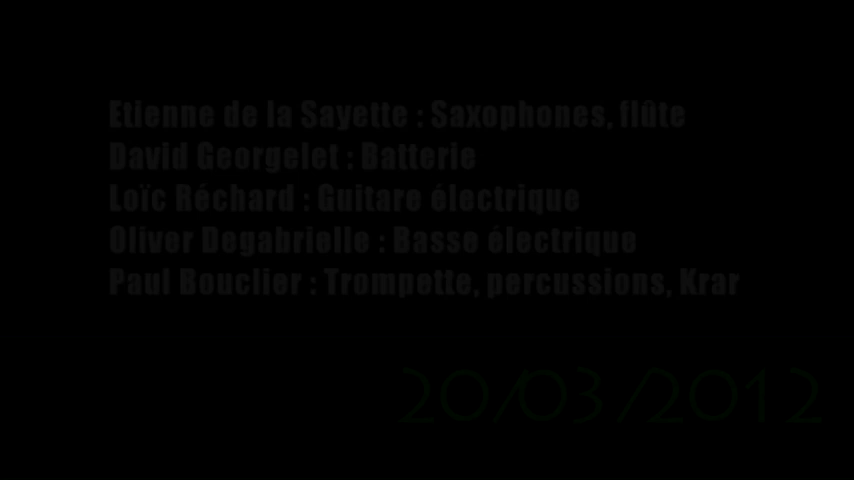 Etienne de la Sayette : Saxophones, flûte
David Georgelet : Batterie
Loïc Réchard : Guitare électrique
Oliver Degabrielle : Basse électrique
Paul Bouclier : Trompette, percussions, Krar
20/03/2012